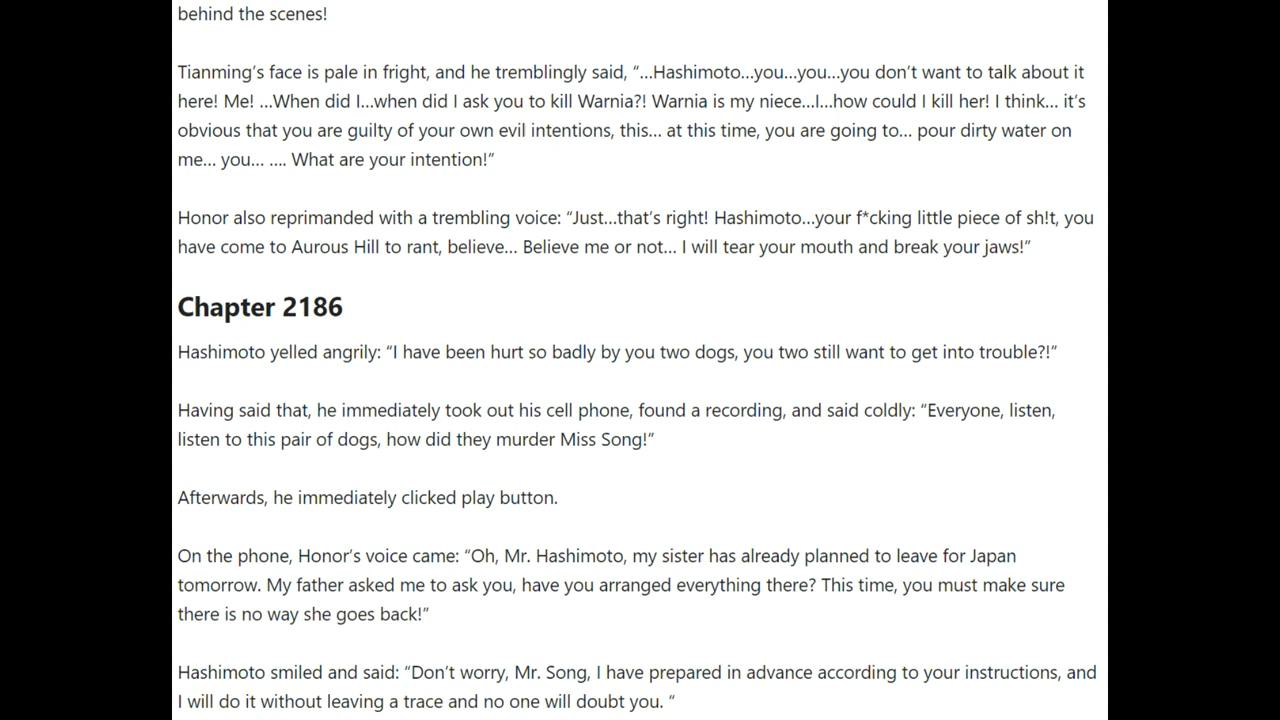 behind the scenes!
Tianming’s face is pale in fright, and he tremblingly said, “…Hashimoto…you…you…you don’t want to talk about it
here! Me! …When did I…when did I ask you to kill Warnia?! Warnia is my niece…I…how could I kill her! I think… it’s
obvious that you are guilty of your own evil intentions, this… at this time, you are going to… pour dirty water on
me… you… …. What are your intention!”
Honor also reprimanded with a trembling voice: “Just…that’s right! Hashimoto…your f*cking little piece of sh!t, you
have come to Aurous Hill to rant, believe… Believe me or not… I will tear your mouth and break your jaws!”
Chapter 2186
Hashimoto yelled angrily: “I have been hurt so badly by you two dogs, you two still want to get into trouble?!”
Having said that, he immediately took out his cell phone, found a recording, and said coldly: “Everyone, listen,
listen to this pair of dogs, how did they murder Miss Song!”
Afterwards, he immediately clicked play button.
On the phone, Honor’s voice came: “Oh, Mr. Hashimoto, my sister has already planned to leave for Japan
tomorrow. My father asked me to ask you, have you arranged everything there? This time, you must make sure
there is no way she goes back!”
Hashimoto smiled and said: “Don’t worry, Mr. Song, I have prepared in advance according to your instructions, and
I will do it without leaving a trace and no one will doubt you. “